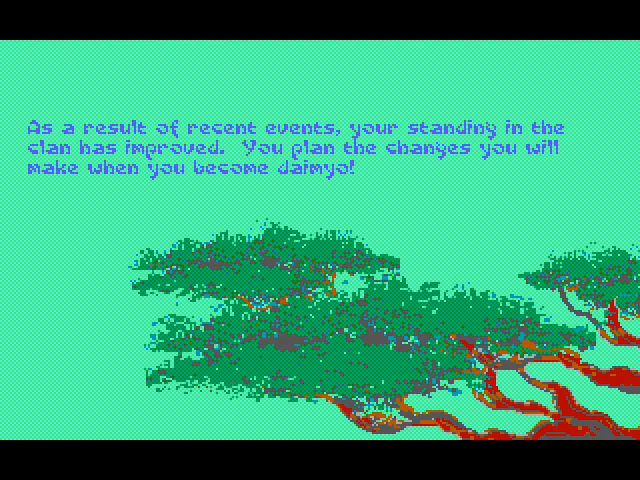 As a result of recent events, your standing in the
clan has improved.  You plan the changes you will
make when you become daimyo!